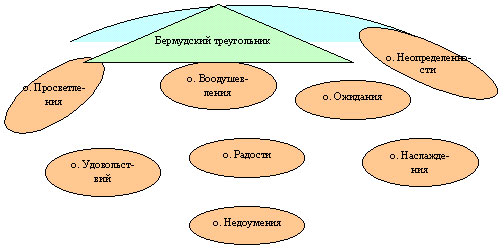 Бермудский треугольник
о. Неопределенно-
сти
о. Просветле-
ния
о. Воодушев-
ления
о. Ожидания
о. Удовольст-
вий
о. Радости
о. Наслажде-
ния
о. Недоумения